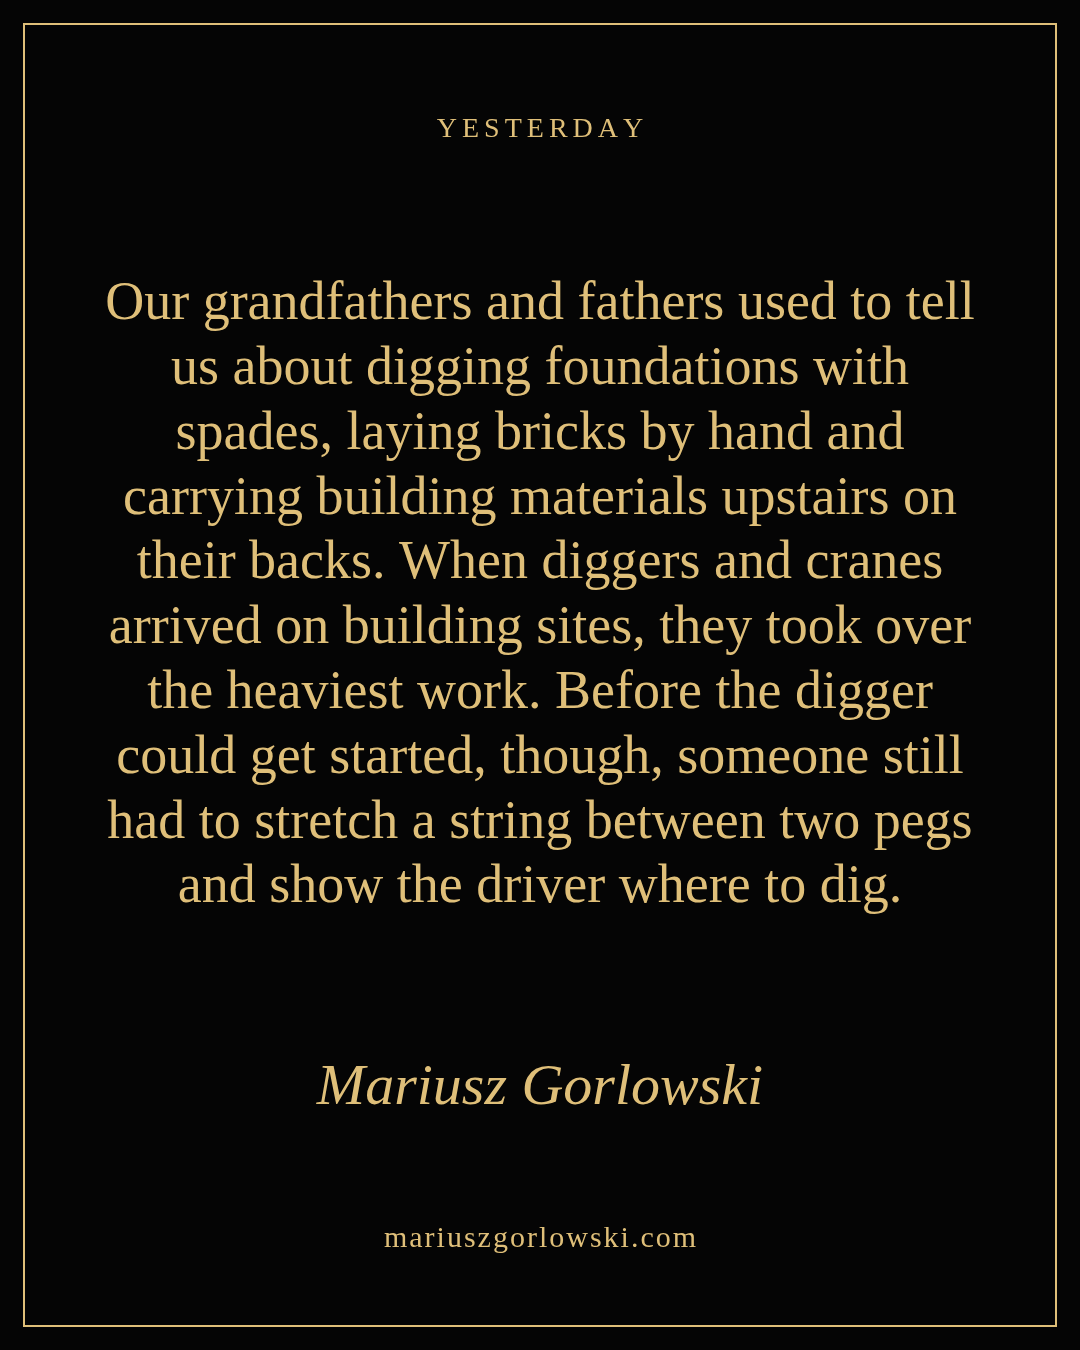 YESTERDAY
Our grandfathers and fathers used to tell
us about digging foundations with
spades, laying bricks by hand and
carrying building materials upstairs on
their backs. When diggers and cranes
arrived on building sites, they took over
the heaviest work. Before the digger
could get started, though, someone still
had to stretch a string between two pegs
and show the driver where to dig.
Mariusz Gorlowski
mariuszgorlowski.com